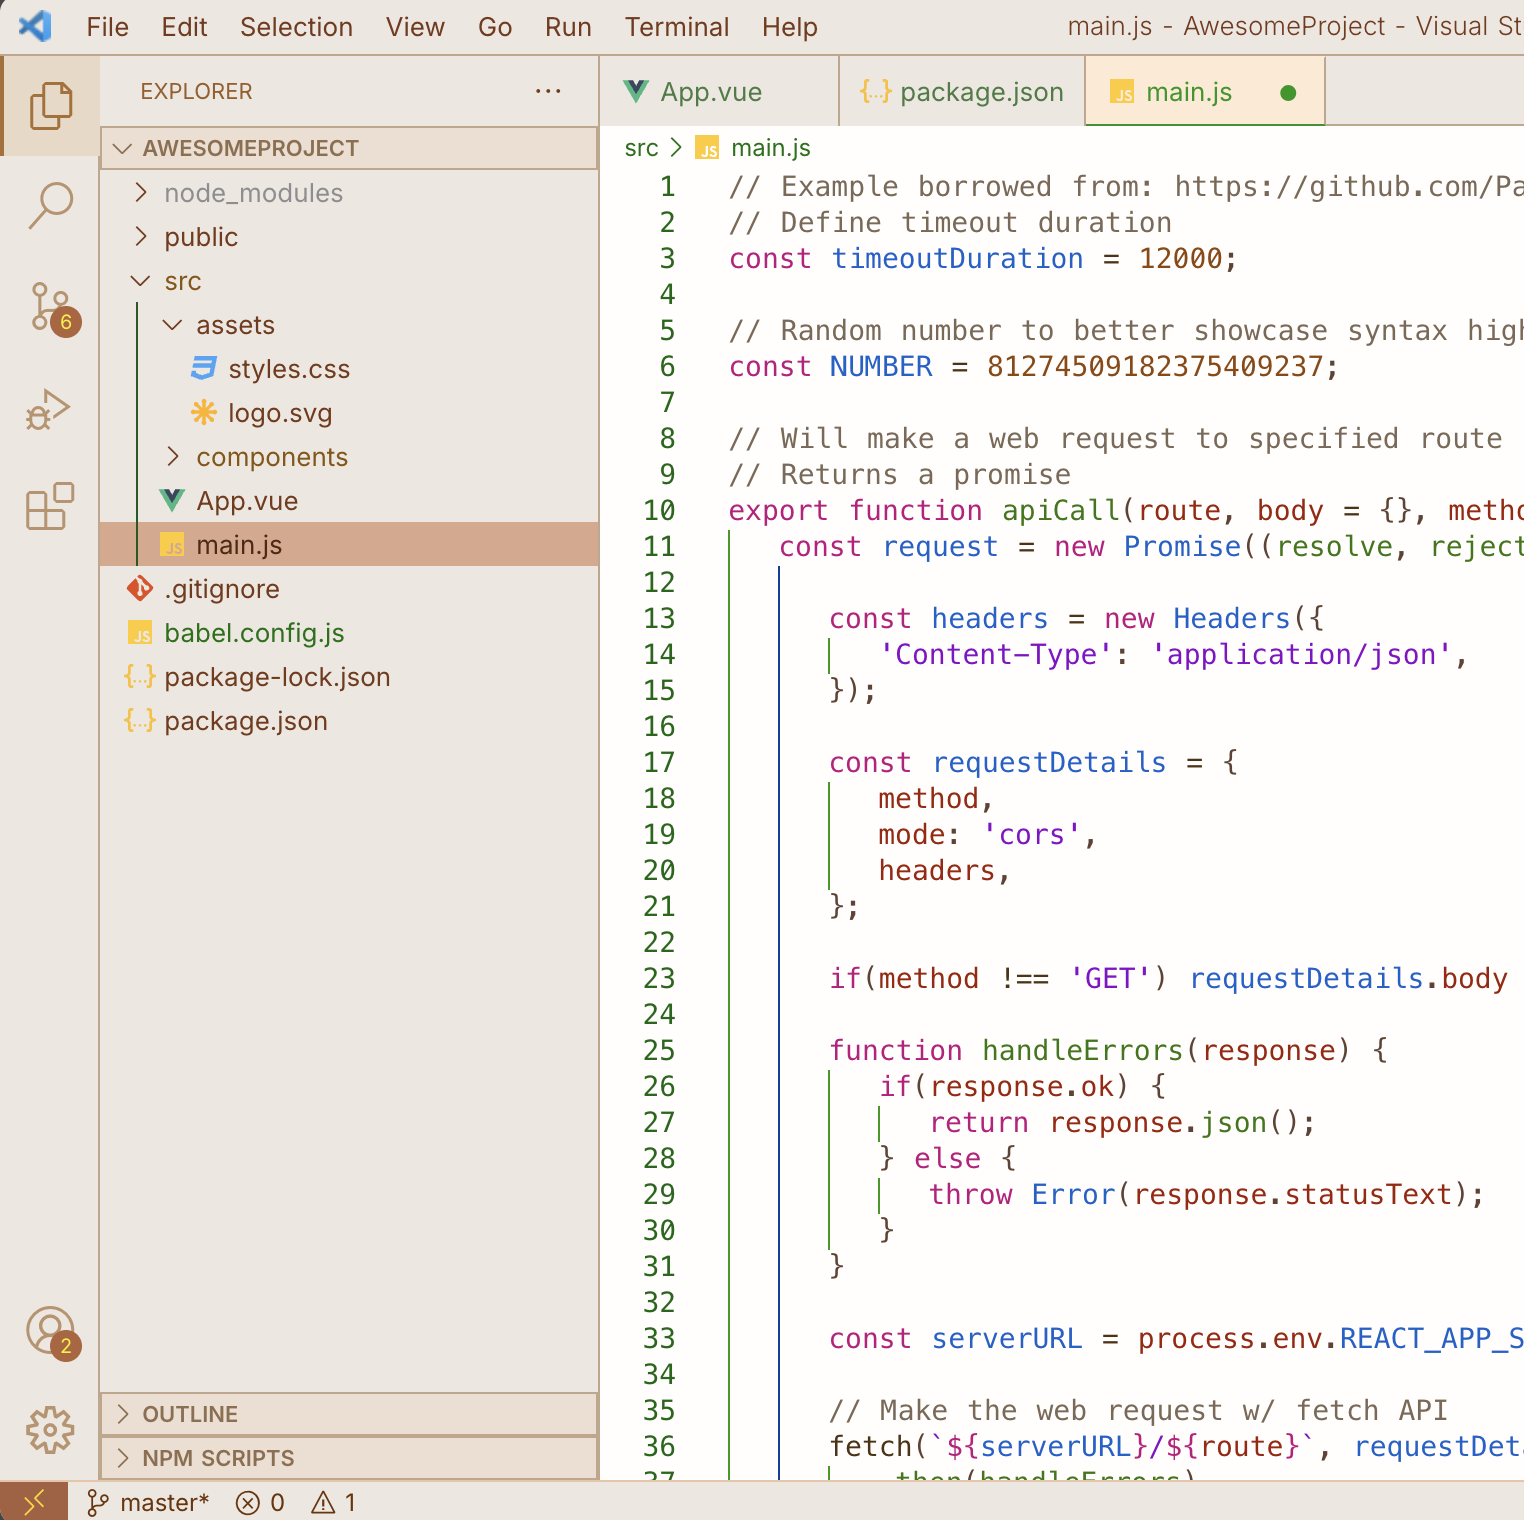 File Edit Selection View Go Run Terminal Help main.js - AwesomeProject - Visual St
EXPLORER
AWESOMEPROJECT
node_modules
public
src
assets
styles.css
logo.svg
components
App.vue
JS main.js
.gitignore
JS babel.config.js
{...} package-lock.json
{...} package.json
OUTLINE
NPM SCRIPTS
6
2
App.vue {...} package.json JS main.js
src > JS main.js
1 // Example borrowed from: https://github.com/Pa
2 // Define timeout duration
3 const timeoutDuration = 12000;
4
5 // Random number to better showcase syntax high
6 const NUMBER = 81274509182375409237;
7
8 // Will make a web request to specified route
9 // Returns a promise
10 export function apiCall(route, body = {}, metho
11 const request = new Promise((resolve, reject
12
13 const headers = new Headers({
14 'Content-Type': 'application/json',
15 });
16
17 const requestDetails = {
18 method,
19 mode: 'cors',
20 headers,
21 };
22
23 if(method !== 'GET') requestDetails.body
24
25 function handleErrors(response) {
26 if(response.ok) {
27 return response.json();
28 } else {
29 throw Error(response.statusText);
30 }
31 }
32
33 const serverURL = process.env.REACT_APP_S
34
35 // Make the web request w/ fetch API
36 fetch(`${serverURL}/${route}`, requestDeta
37 .then(handleErrors)
master* 0 1